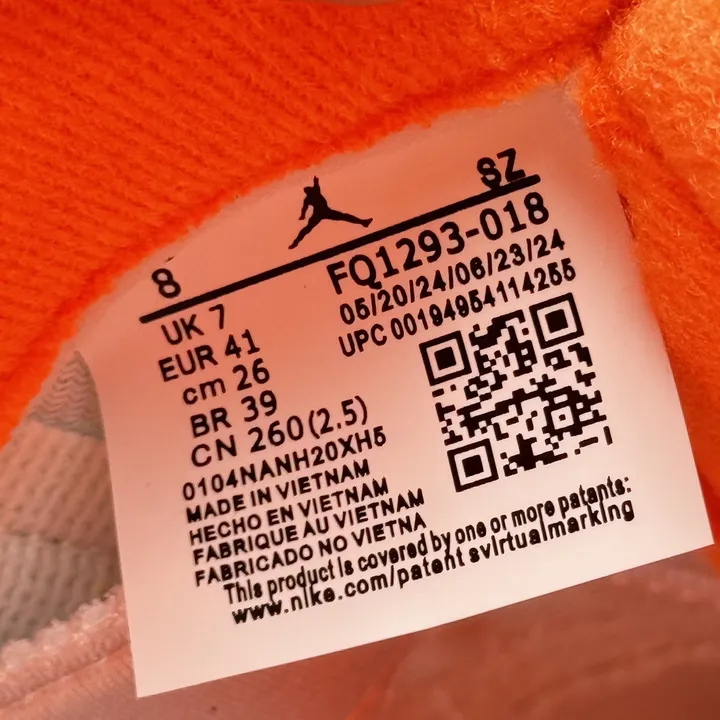 8 SZ
UK 7
EUR 41
cm 26
BR 39
CN 260(2.5)
FQ1293-018
05/20/24/06/23/24
UPC 00194954114255
0104NANH20XH5
MADE IN VIETNAM
HECHO EN VIETNAM
FABRIQUE AU VIETNAM
FABRICADO NO VIETNA
This product is covered by one or more patents:
www.nike.com/patent svlrtualmarking